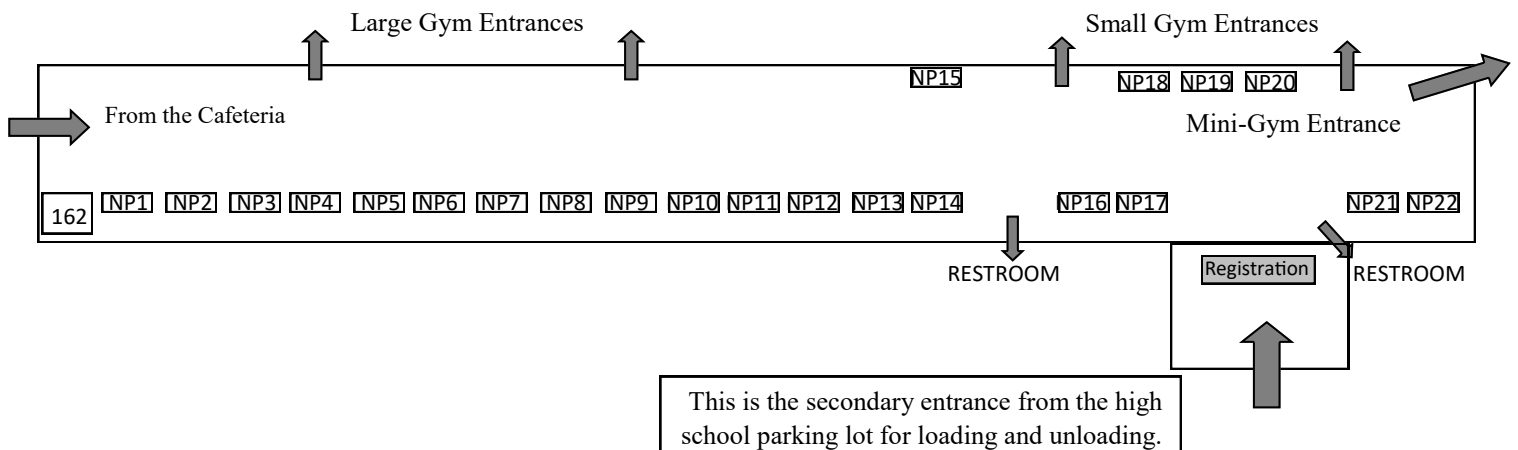 Large Gym Entrances
Small Gym Entrances
NP15
NP18 NP19 NP20
From the Cafeteria
Mini-Gym Entrance
162 NP1 NP2 NP3 NP4 NP5 NP6 NP7 NP8 NP9 NP10 NP11 NP12 NP13 NP14 NP16 NP17 NP21 NP22
RESTROOM
Registration
RESTROOM
This is the secondary entrance from the high
school parking lot for loading and unloading.